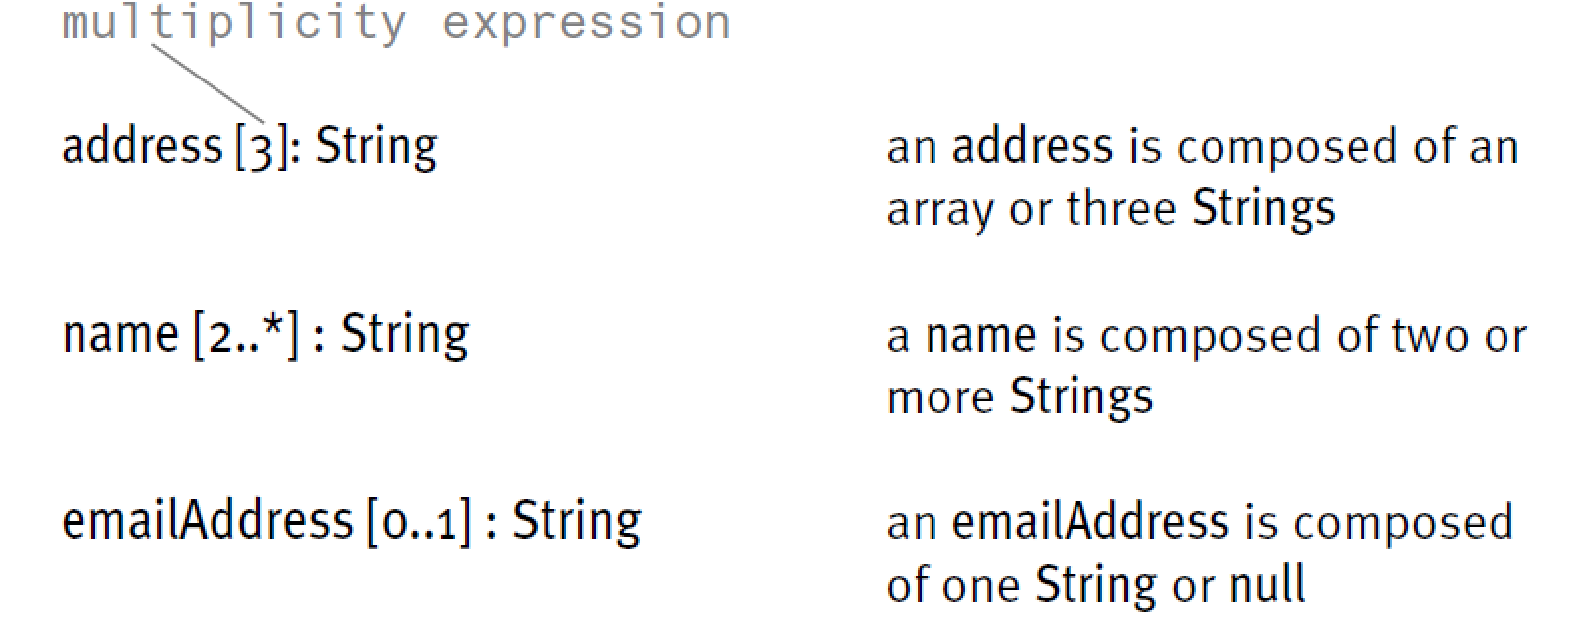 multiplicity expression
address [3]: String
an address is composed of an
array or three Strings
name [2..*] : String
a name is composed of two or
more Strings
emailAddress [0..1] : String
an emailAddress is composed
of one String or null